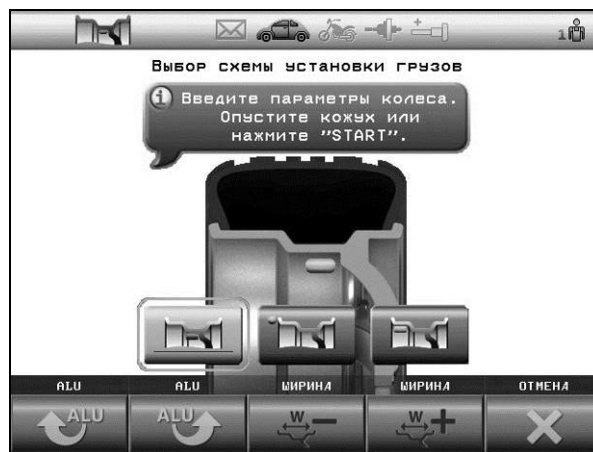 1
Выбор схемы установки грузов
i Введите параметры колеса.
Опустите кожух или
нажмите "START".
ALU ALU ШИРИНА ШИРИНА ОТМЕНА
ALU ALU W W